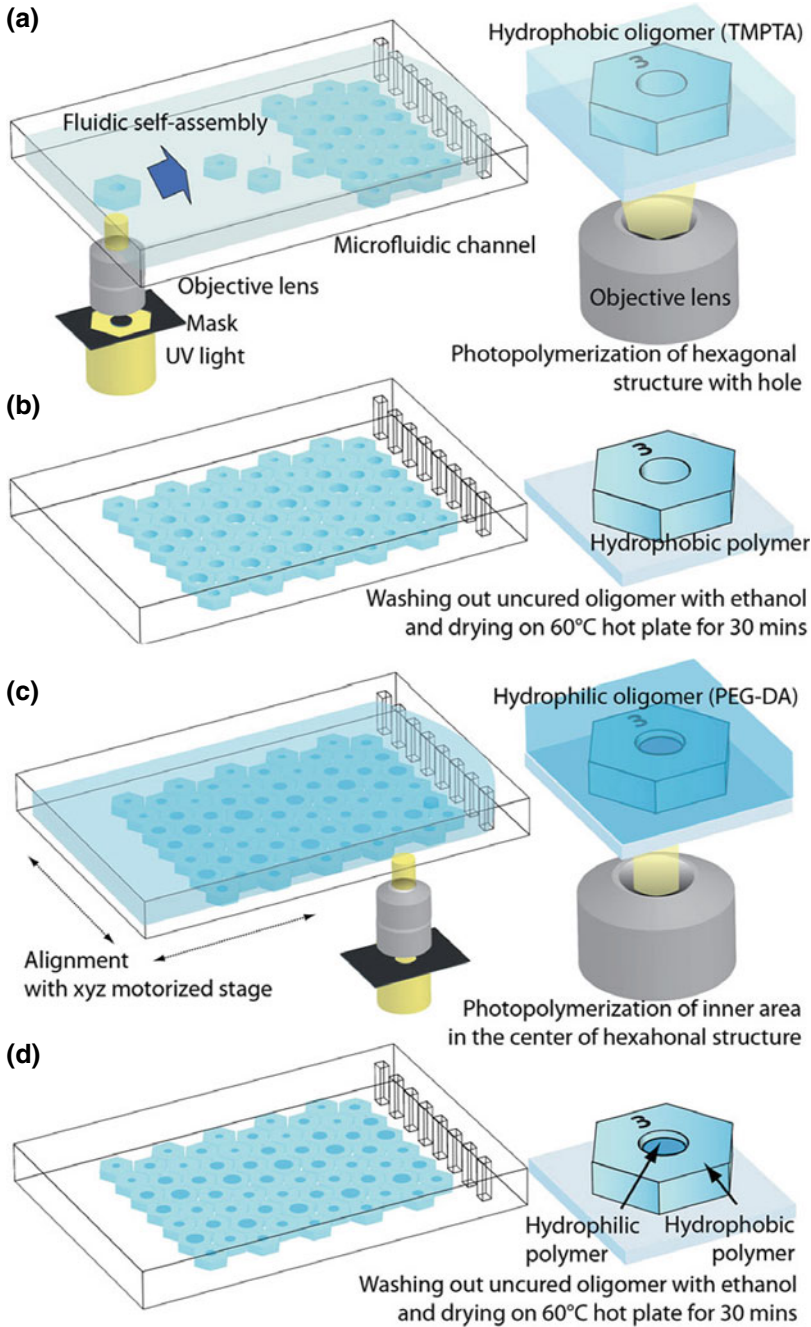 (a)
Hydrophobic oligomer (TMPTA)
3
Fluidic self-assembly
Microfluidic channel
Objective lens
Mask
UV light
Objective lens
Photopolymerization of hexagonal
structure with hole
(b)
3
Hydrophobic polymer
Washing out uncured oligomer with ethanol
and drying on 60°C hot plate for 30 mins
(c)
Hydrophilic oligomer (PEG-DA)
3
Alignment
with xyz motorized stage
Photopolymerization of inner area
in the center of hexahonal structure
(d)
3
Hydrophilic
polymer
Hydrophobic
polymer
Washing out uncured oligomer with ethanol
and drying on 60°C hot plate for 30 mins